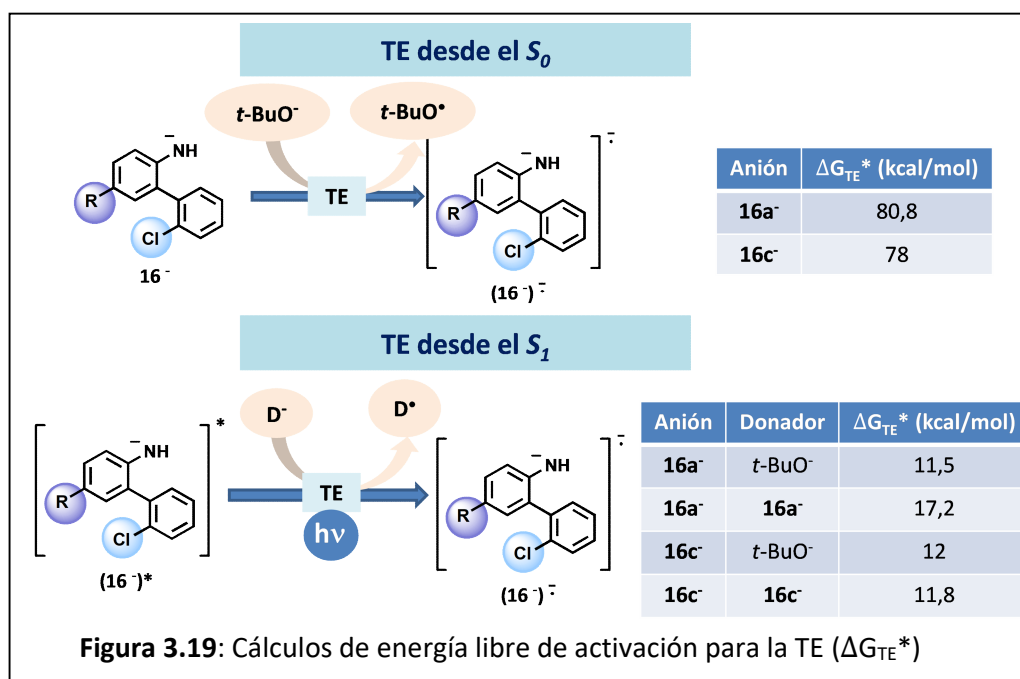 TE desde el S₀
t-BuO⁻
t-BuO•
NH
R
Cl
16⁻
TE
NH
R
Cl
(16⁻)⨪
Anión ΔG_TE* (kcal/mol)
16a⁻ 80,8
16c⁻ 78
TE desde el S₁
D⁻
D•
*
NH
R
Cl
(16⁻)*
TE
hν
NH
R
Cl
(16⁻)⨪
Anión Donador ΔG_TE* (kcal/mol)
16a⁻ t-BuO⁻ 11,5
16a⁻ 16a⁻ 17,2
16c⁻ t-BuO⁻ 12
16c⁻ 16c⁻ 11,8
Figura 3.19: Cálculos de energía libre de activación para la TE (ΔG_TE*)